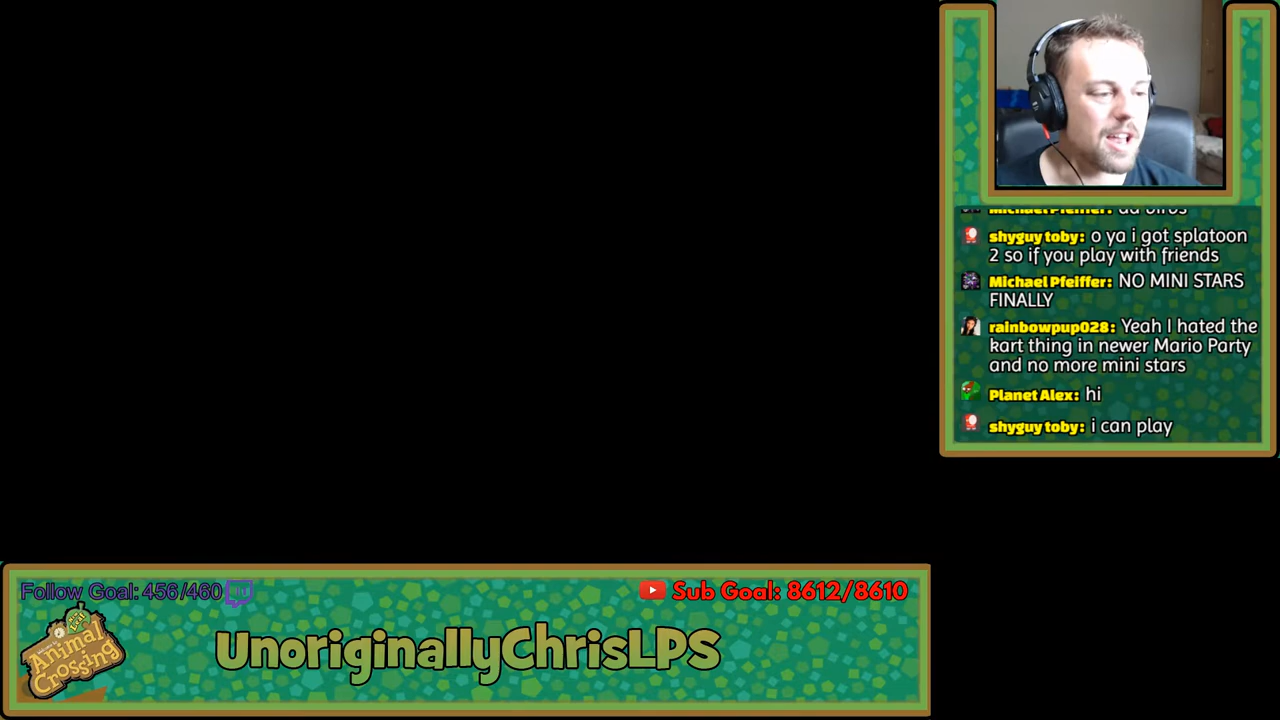 shyguy toby: o ya i got splatoon
2 so if you play with friends
Michael Pfeiffer: NO MINI STARS
FINALLY
rainbowpup028: Yeah I hated the
kart thing in newer Mario Party
and no more mini stars
Planet Alex: hi
shyguy toby: i can play
Follow Goal: 456/460
Sub Goal: 8612/8610
Animal
Crossing
UnoriginallyChrisLPS